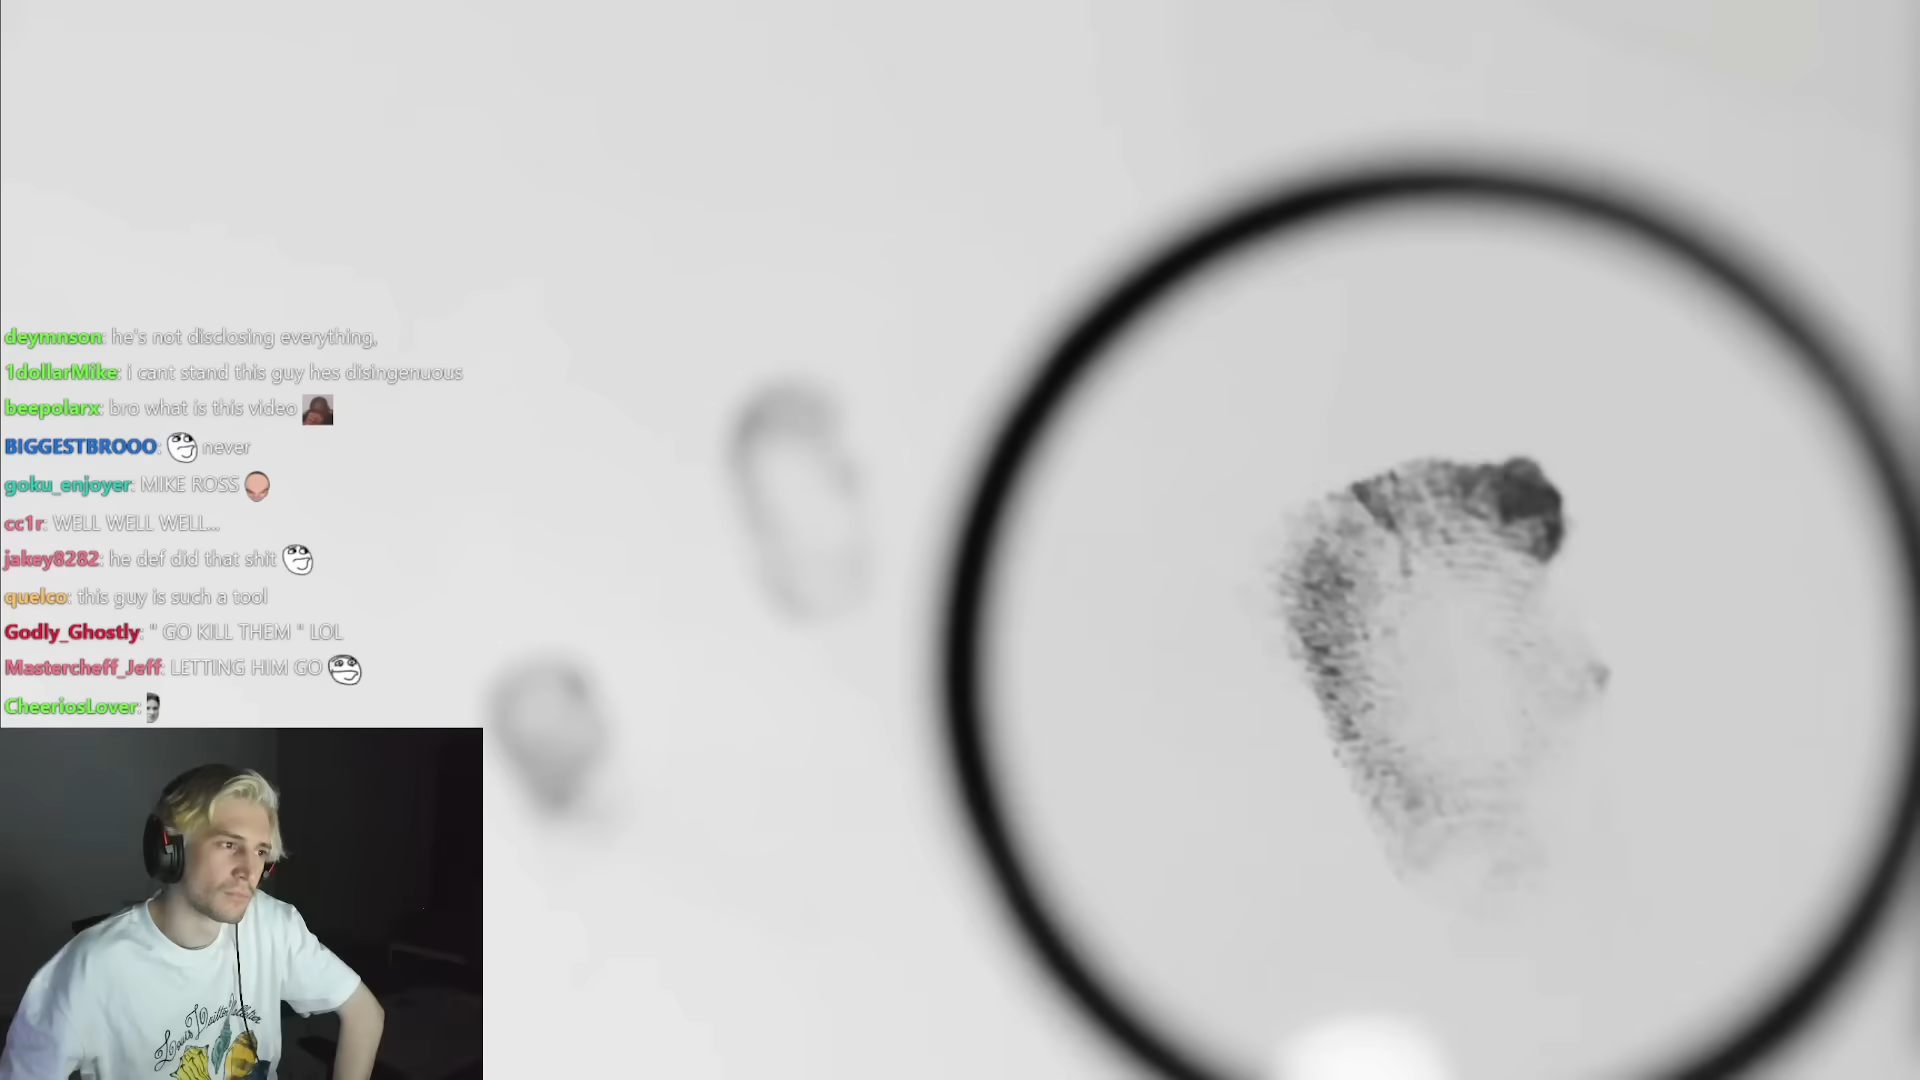 deymnson: he's not disclosing everything,
1dollarMike: i cant stand this guy hes disingenuous
beepolarx: bro what is this video
BIGGESTBROOO: never
goku_enjoyer: MIKE ROSS
cc1r: WELL WELL WELL...
jakey8282: he def did that shit
quelco: this guy is such a tool
Godly_Ghostly: " GO KILL THEM " LOL
Mastercheff_Jeff: LETTING HIM GO
CheeriosLover:
Louis Vuitton